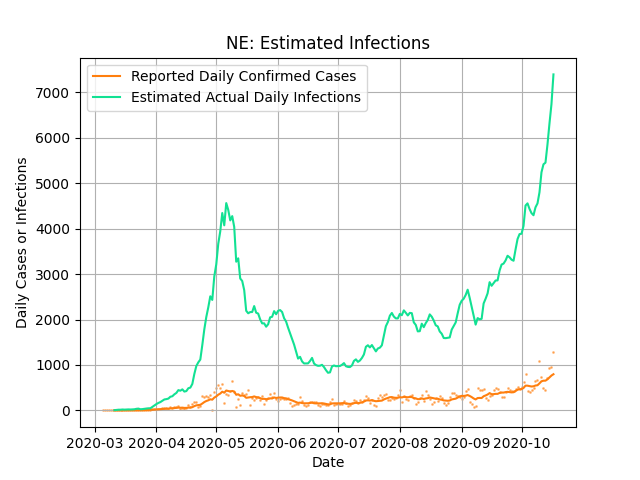 NE: Estimated Infections
Reported Daily Confirmed Cases
Estimated Actual Daily Infections
Daily Cases or Infections
7000
6000
5000
4000
3000
2000
1000
0
2020-03 2020-04 2020-05 2020-06 2020-07 2020-08 2020-09 2020-10
Date